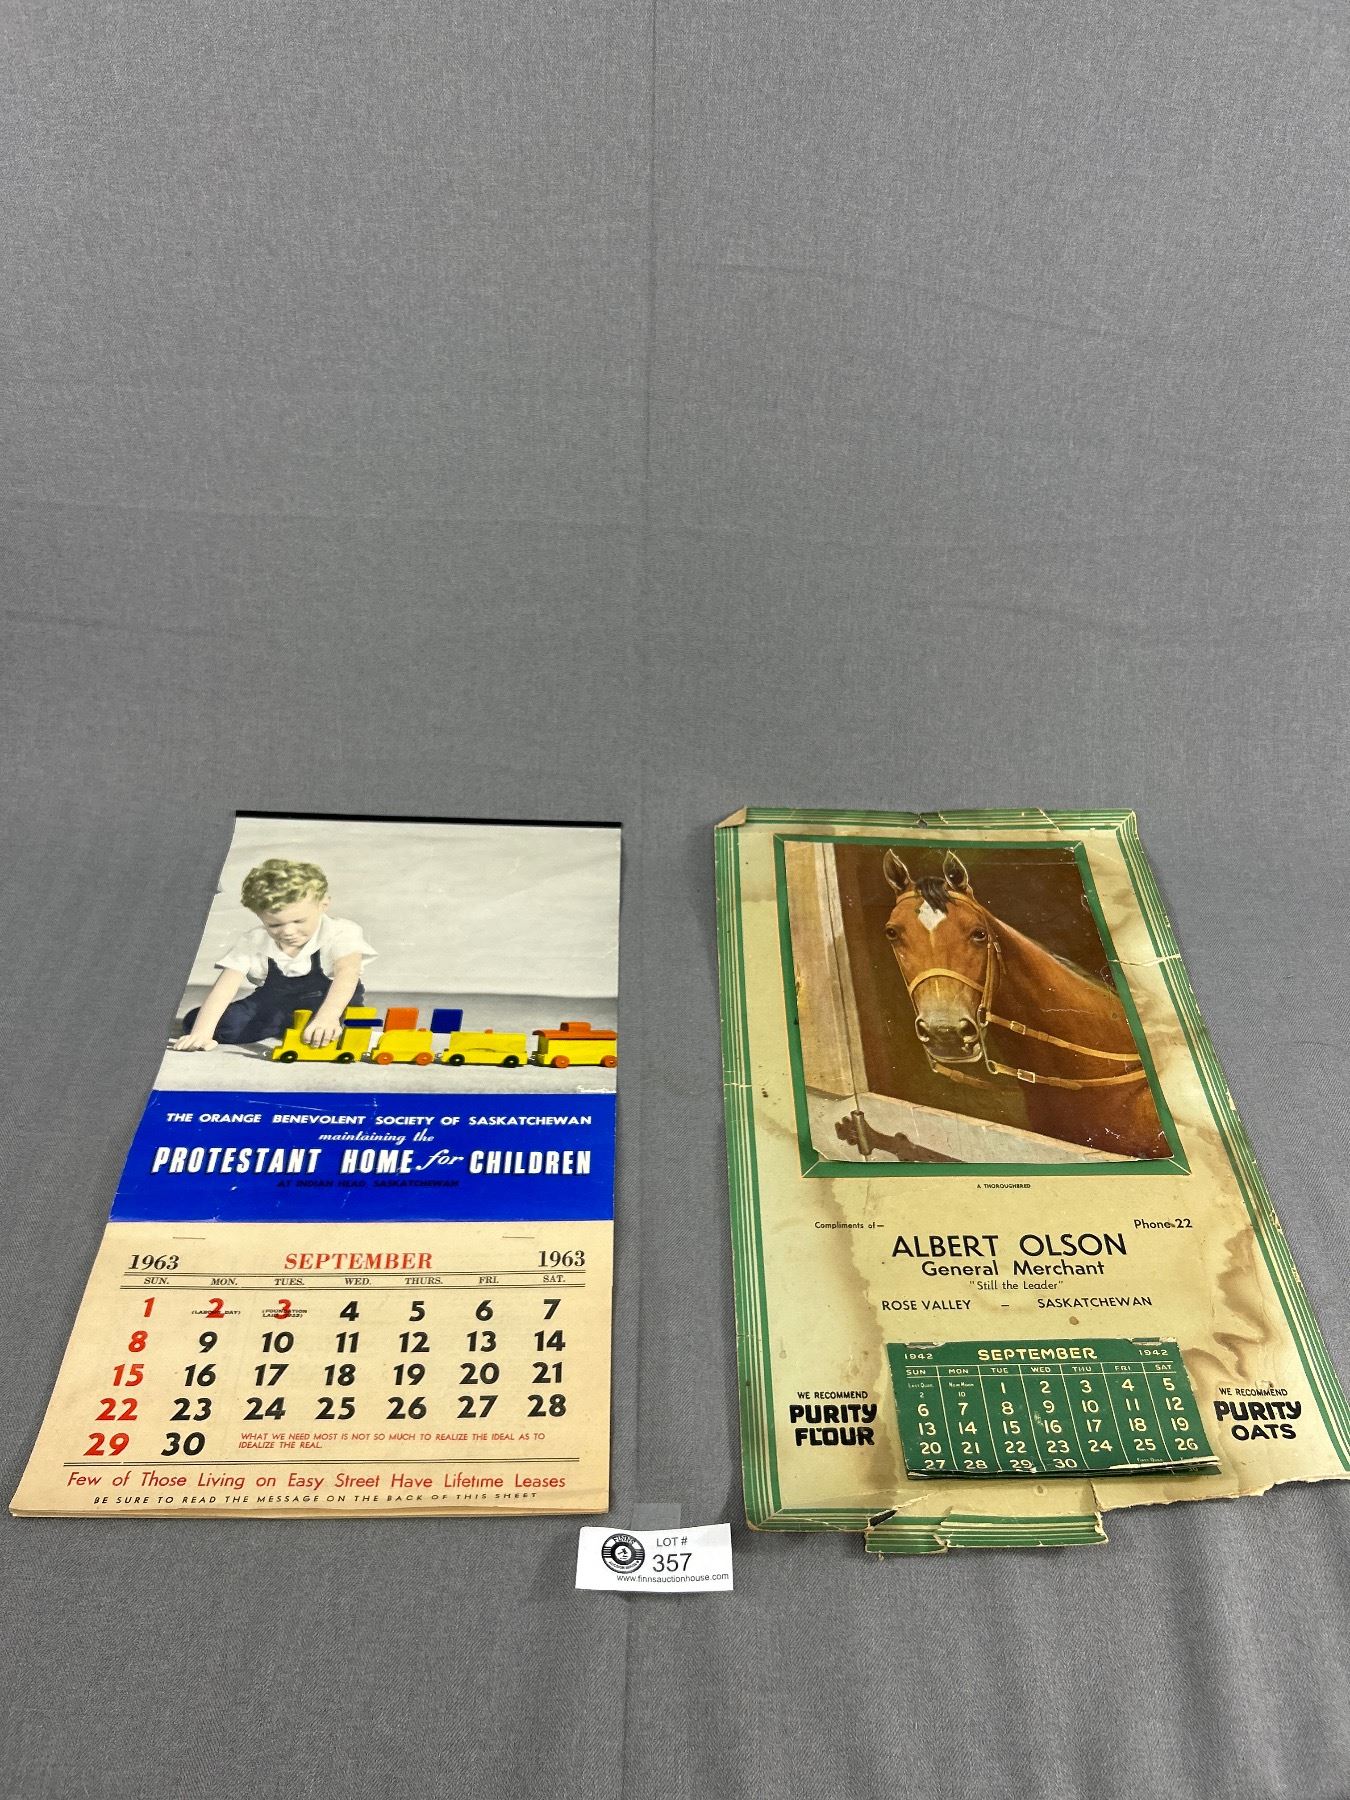 THE ORANGE BENEVOLENT SOCIETY OF SASKATCHEWAN
maintaining the
PROTESTANT HOME for CHILDREN
AT INDIAN HEAD, SASKATCHEWAN
1963 SEPTEMBER 1963
SUN. MON. TUES. WED. THURS. FRI. SAT.
1 2 3 4 5 6 7
(LABOUR DAY)
8 9 10 11 12 13 14
15 16 17 18 19 20 21
22 23 24 25 26 27 28
29 30
WHAT WE NEED MOST IS NOT SO MUCH TO REALIZE THE IDEAL AS TO
IDEALIZE THE REAL.
Few of Those Living on Easy Street Have Lifetime Leases
BE SURE TO READ THE MESSAGE ON THE BACK OF THIS SHEET
A THOROUGHBRED
Compliments of— Phone 22
ALBERT OLSON
General Merchant
"Still the Leader"
ROSE VALLEY — SASKATCHEWAN
1942 SEPTEMBER 1942
SUN MON TUE WED THU FRI SAT
LAST QUAR. 2 NEW MOON 10 1 2 3 4 5
6 7 8 9 10 11 12
13 14 15 16 17 18 19
20 21 22 23 24 25 26
27 28 29 30
WE RECOMMEND
PURITY
FLOUR
WE RECOMMEND
PURITY
OATS
LOT #
357
www.finnsauctionhouse.com